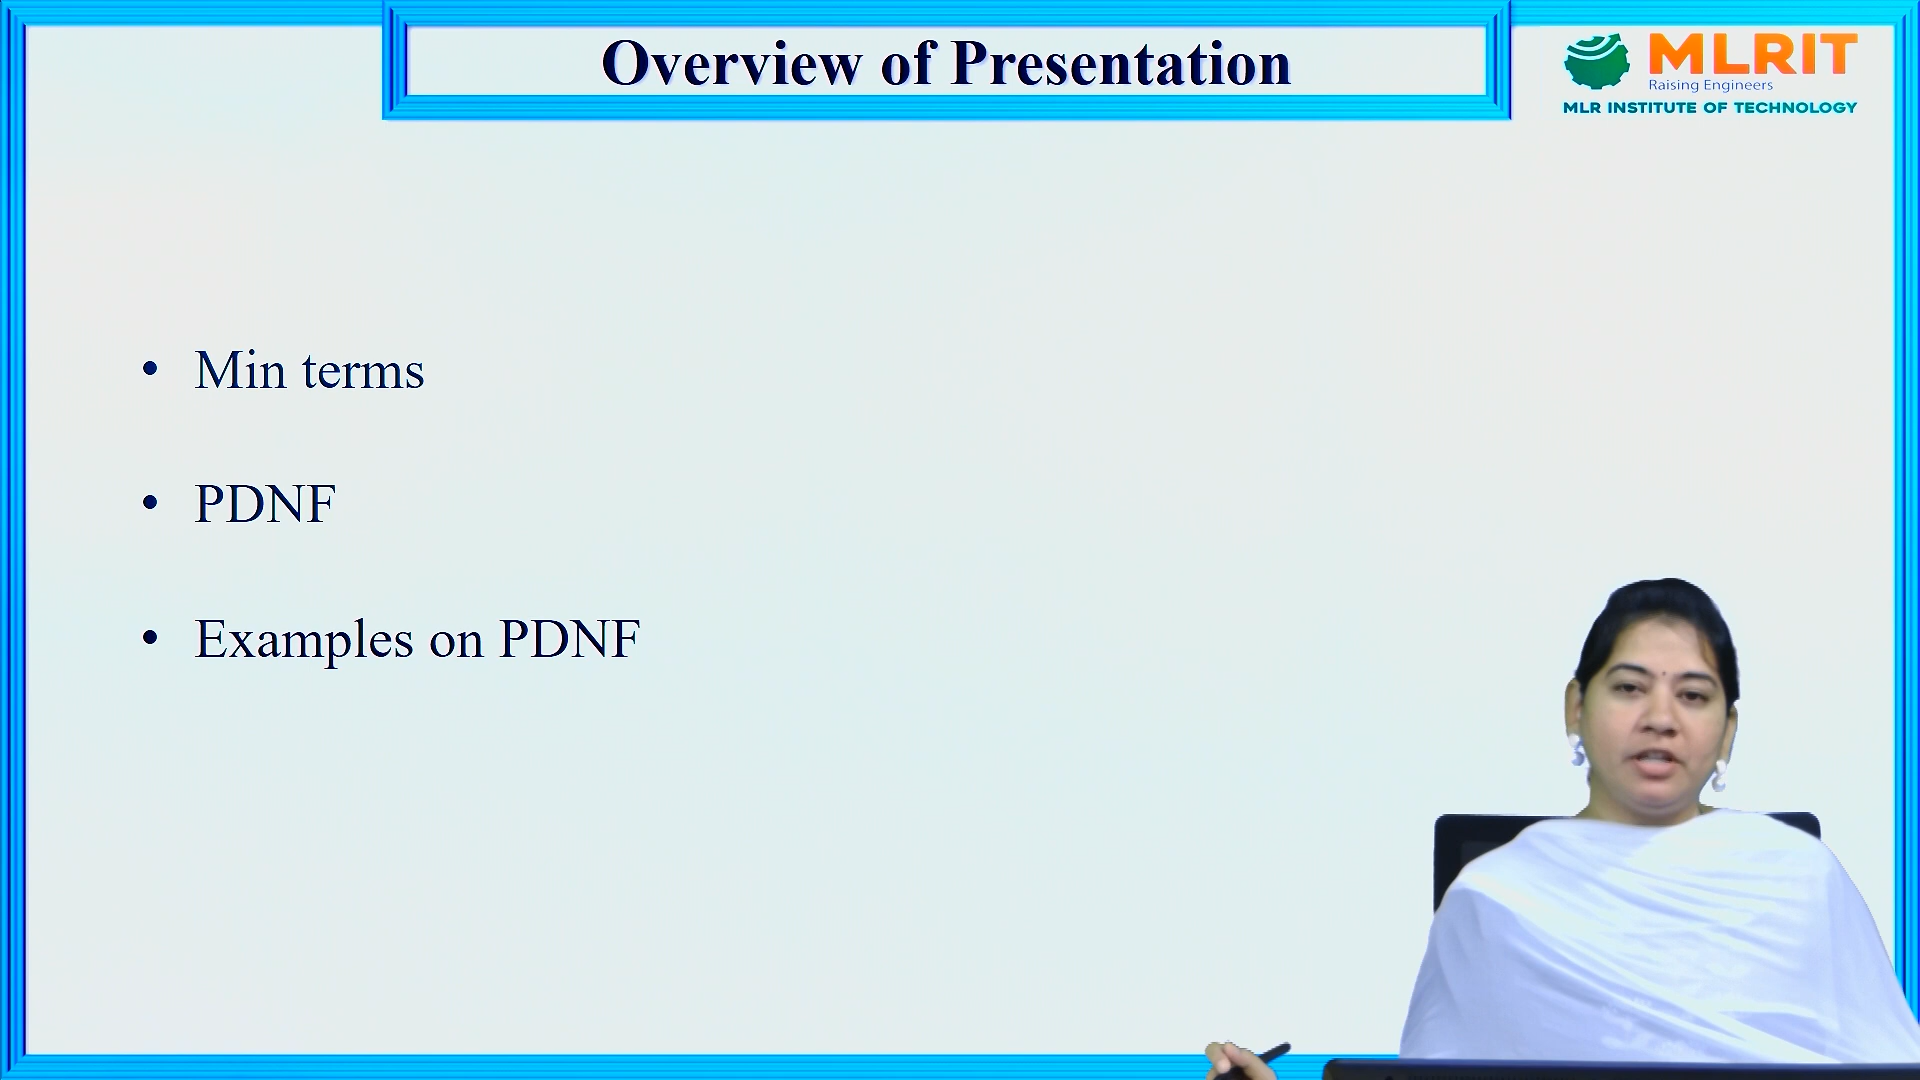 Overview of Presentation
MLRIT
Raising Engineers
MLR INSTITUTE OF TECHNOLOGY
• Min terms
• PDNF
• Examples on PDNF